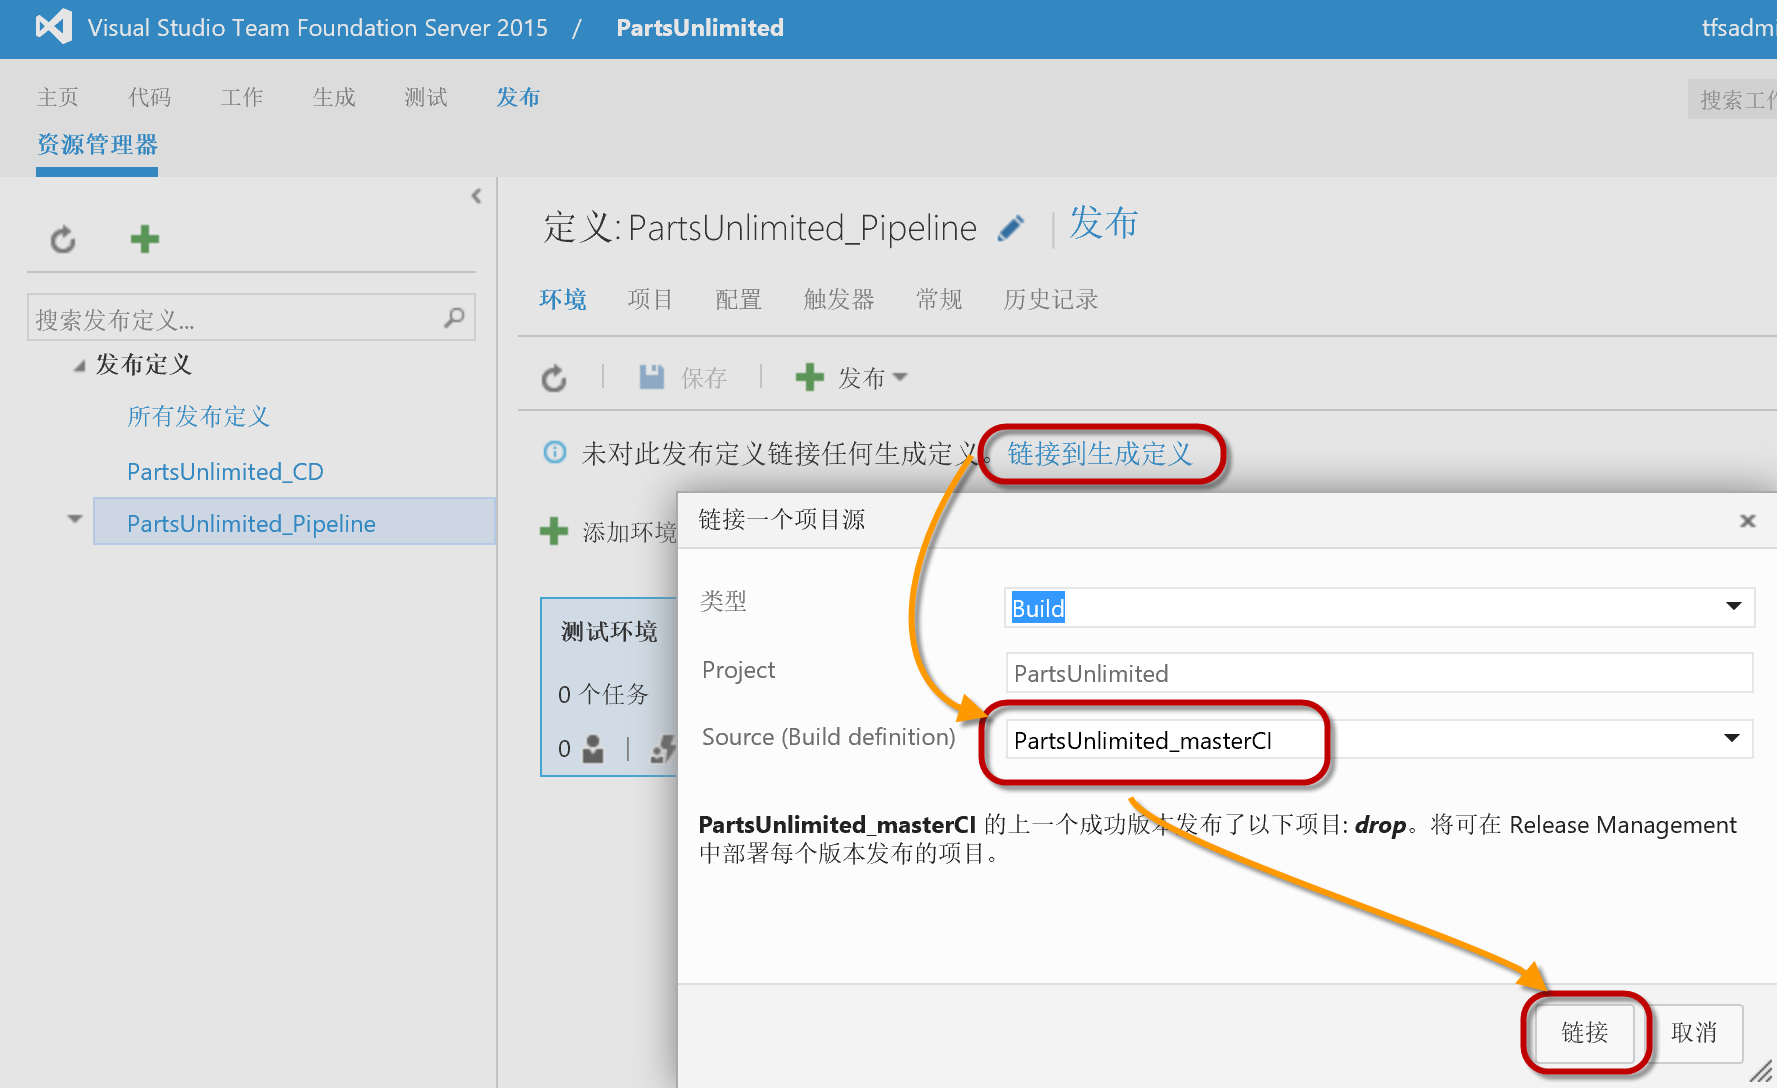 Visual Studio Team Foundation Server 2015 / PartsUnlimited
tfsadmi
主页 代码 工作 生成 测试 发布
搜索工作
资源管理器
搜索发布定义...
发布定义
所有发布定义
PartsUnlimited_CD
PartsUnlimited_Pipeline
定义: PartsUnlimited_Pipeline | 发布
环境 项目 配置 触发器 常规 历史记录
保存 发布
未对此发布定义链接任何生成定义。 链接到生成定义
添加环境
测试环境
0 个任务
0
链接一个项目源
类型 Build
Project PartsUnlimited
Source (Build definition) PartsUnlimited_masterCI
PartsUnlimited_masterCI 的上一个成功版本发布了以下项目: drop。将可在 Release Management
中部署每个版本发布的项目。
链接 取消